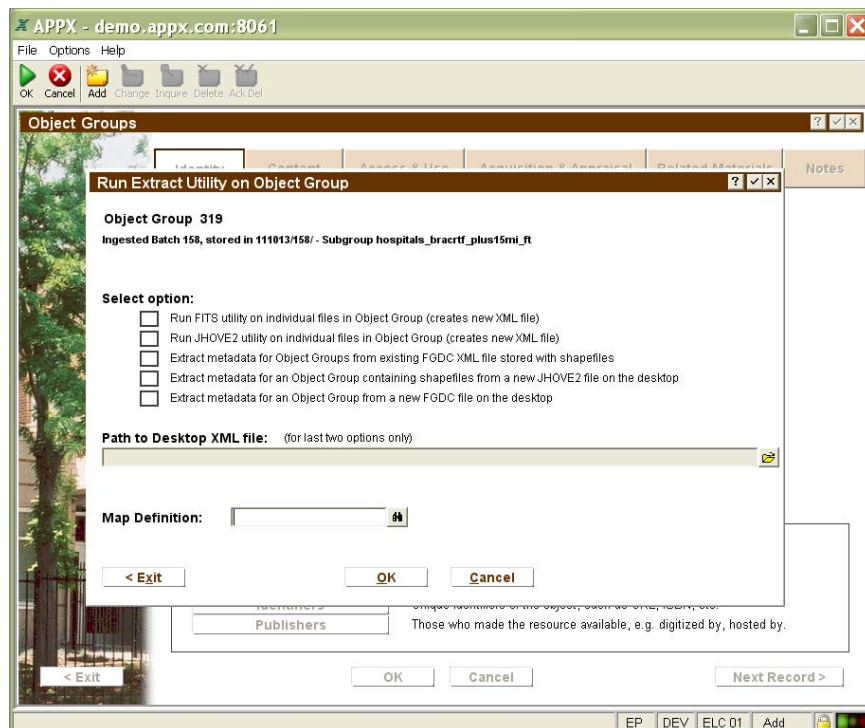 APPX - demo.appx.com:8061
File Options Help
OK Cancel Add Change Inquire Delete Ack Del
Object Groups
Identity Content Access & Use Acquisition & Appraisal Related Materials Notes
Run Extract Utility on Object Group
Object Group 319
Ingested Batch 158, stored in 111013/158/ - Subgroup hospitals_bracrtf_plus15mi_ft
Select option:
Run FITS utility on individual files in Object Group (creates new XML file)
Run JHOVE2 utility on individual files in Object Group (creates new XML file)
Extract metadata for Object Groups from existing FGDC XML file stored with shapefiles
Extract metadata for an Object Group containing shapefiles from a new JHOVE2 file on the desktop
Extract metadata for an Object Group from a new FGDC file on the desktop
Path to Desktop XML file: (for last two options only)
Map Definition:
< Exit OK Cancel
Identifiers Unique identifiers of the object, such as URL, ISBN, etc.
Publishers Those who made the resource available, e.g. digitized by, hosted by.
< Exit OK Cancel Next Record >
EP DEV ELC 01 Add